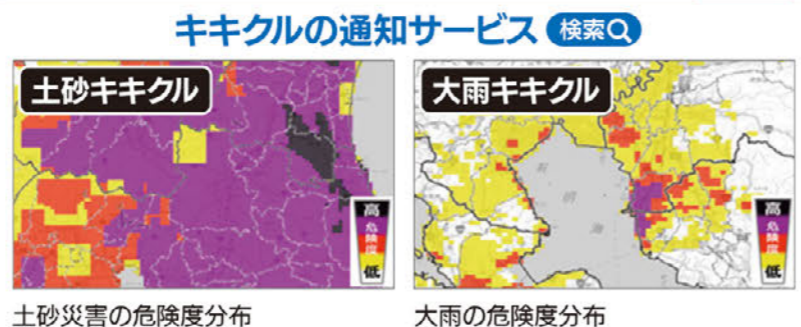 キキクルの通知サービス 検索
土砂キキクル
大雨キキクル
高
危険度
低
高
危険度
低
土砂災害の危険度分布
大雨の危険度分布